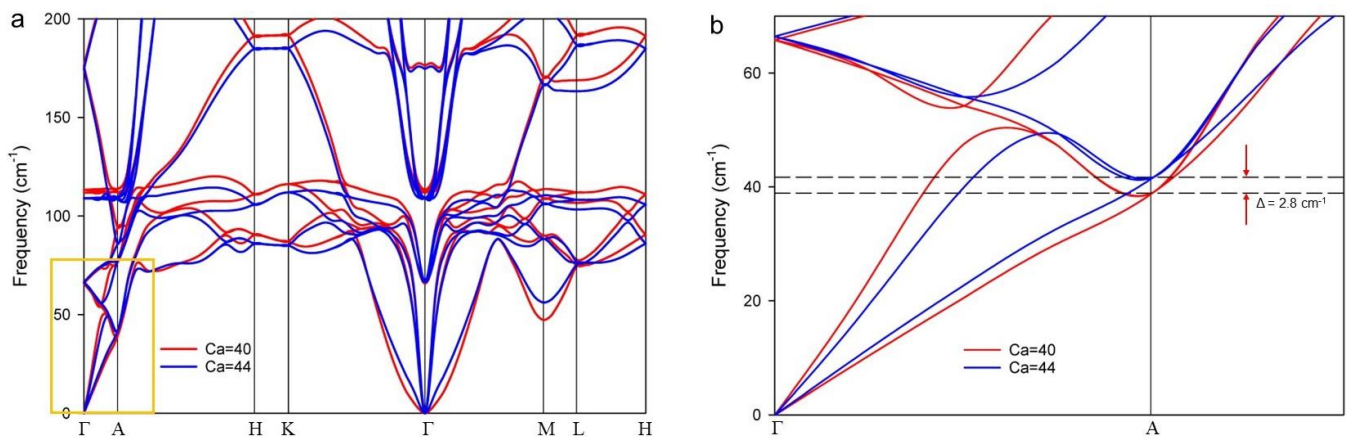 a
Frequency (cm-1)
200
150
100
50
0
Ca=40
Ca=44
Γ A H K Γ M L H
b
Frequency (cm-1)
60
40
20
0
Δ = 2.8 cm-1
Ca=40
Ca=44
Γ A